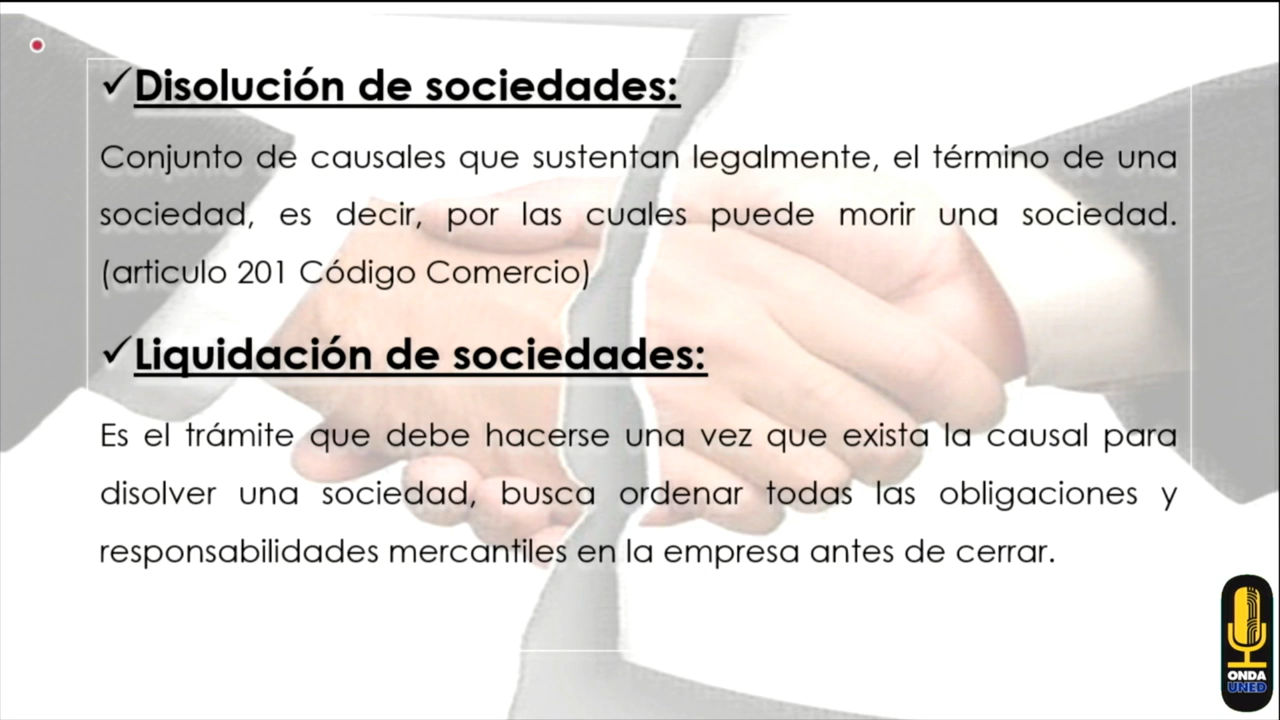 ✓Disolución de sociedades:
Conjunto de causales que sustentan legalmente, el término de una
sociedad, es decir, por las cuales puede morir una sociedad.
(articulo 201 Código Comercio)
✓Liquidación de sociedades:
Es el trámite que debe hacerse una vez que exista la causal para
disolver una sociedad, busca ordenar todas las obligaciones y
responsabilidades mercantiles en la empresa antes de cerrar.
ONDA
UNED